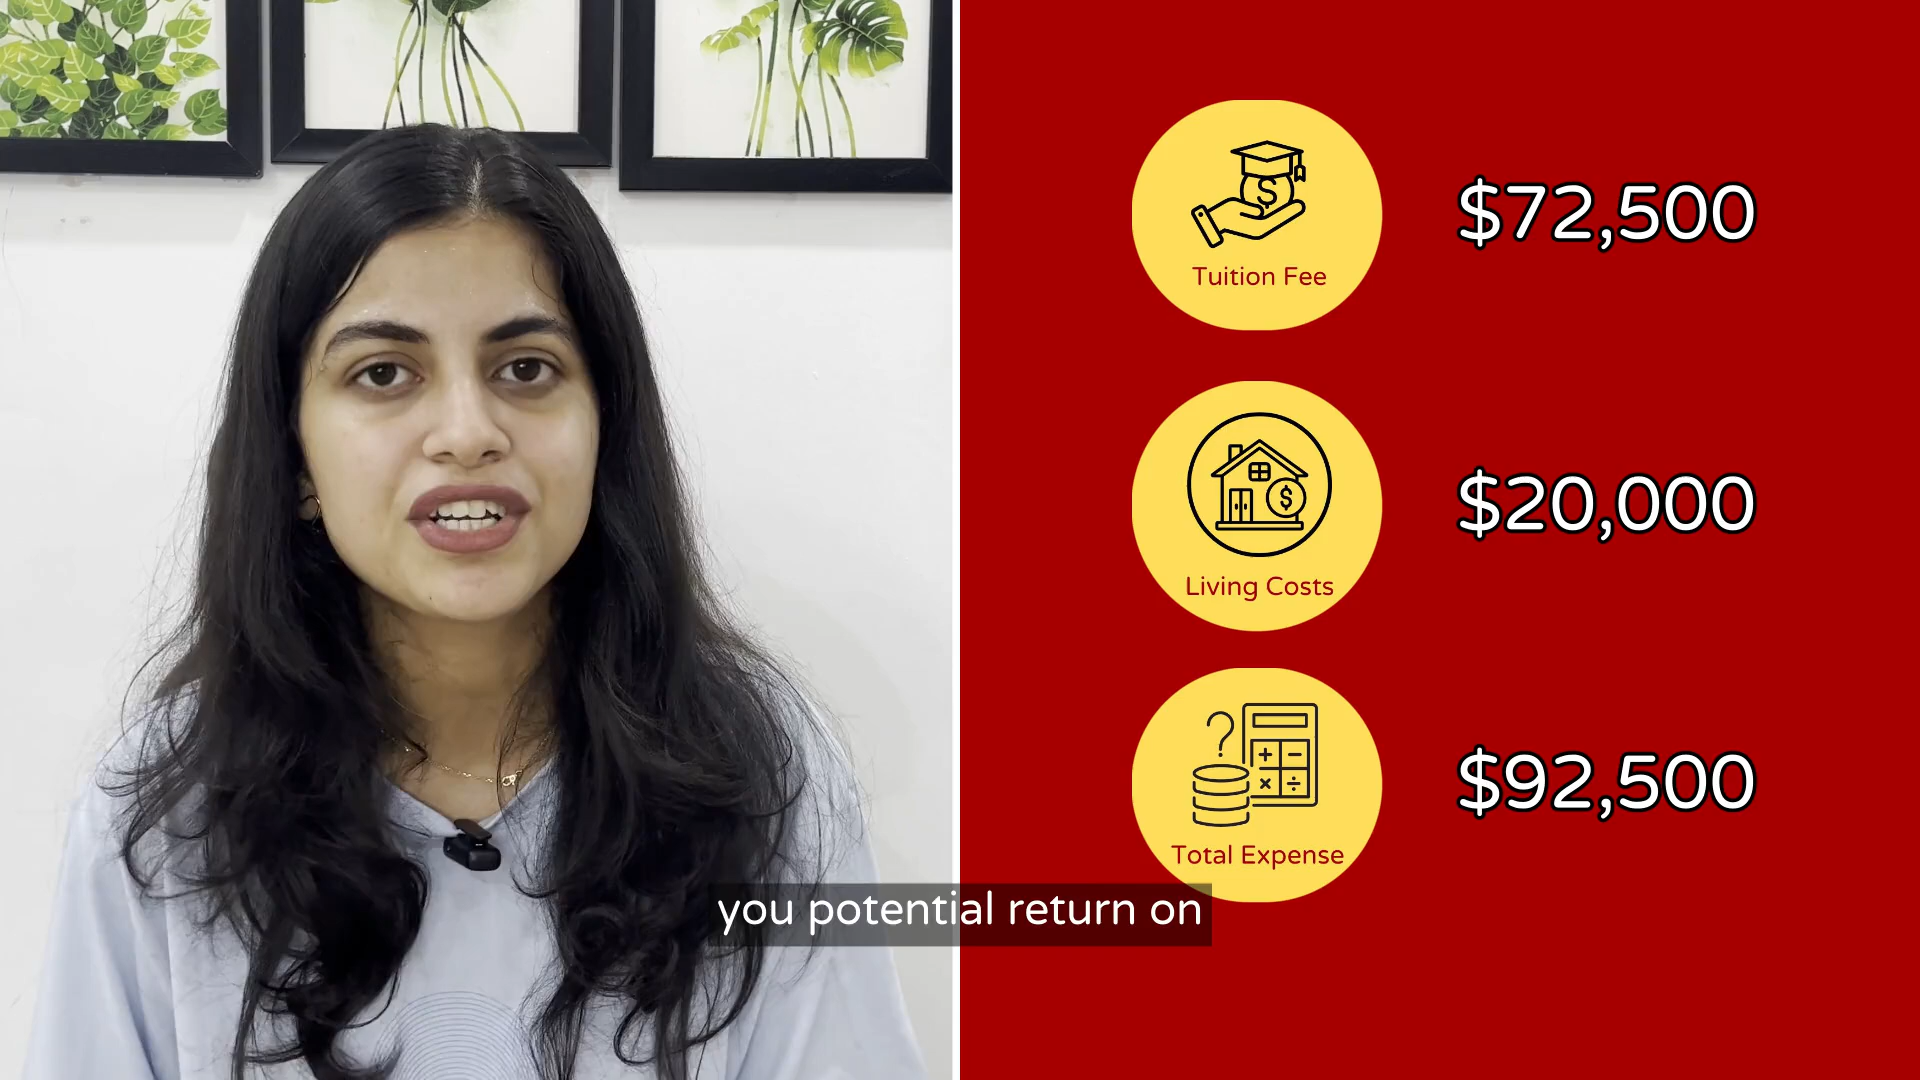 Tuition Fee
$72,500
Living Costs
$20,000
Total Expense
$92,500
you potential return on